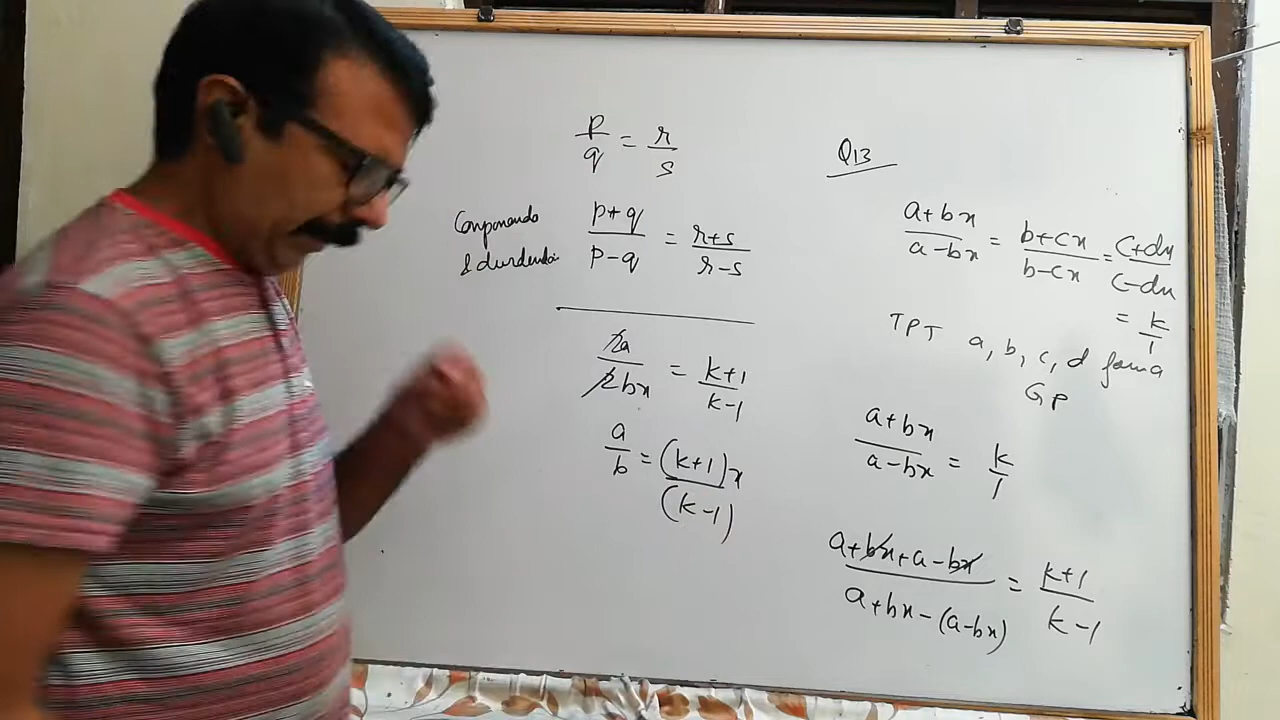 p/q = r/s
Componendo
& dividendo
p+q/p-q = r+s/r-s
2a/2bx = k+1/k-1
a/b = (k+1)x/(k-1)
Q13
a+bx/a-bx = b+cx/b-cx = c+dx/c-dx
= k/1
TPT a, b, c, d form a
GP
a+bx/a-bx = k/1
a+bx+a-bx/a+bx-(a-bx) = k+1/k-1